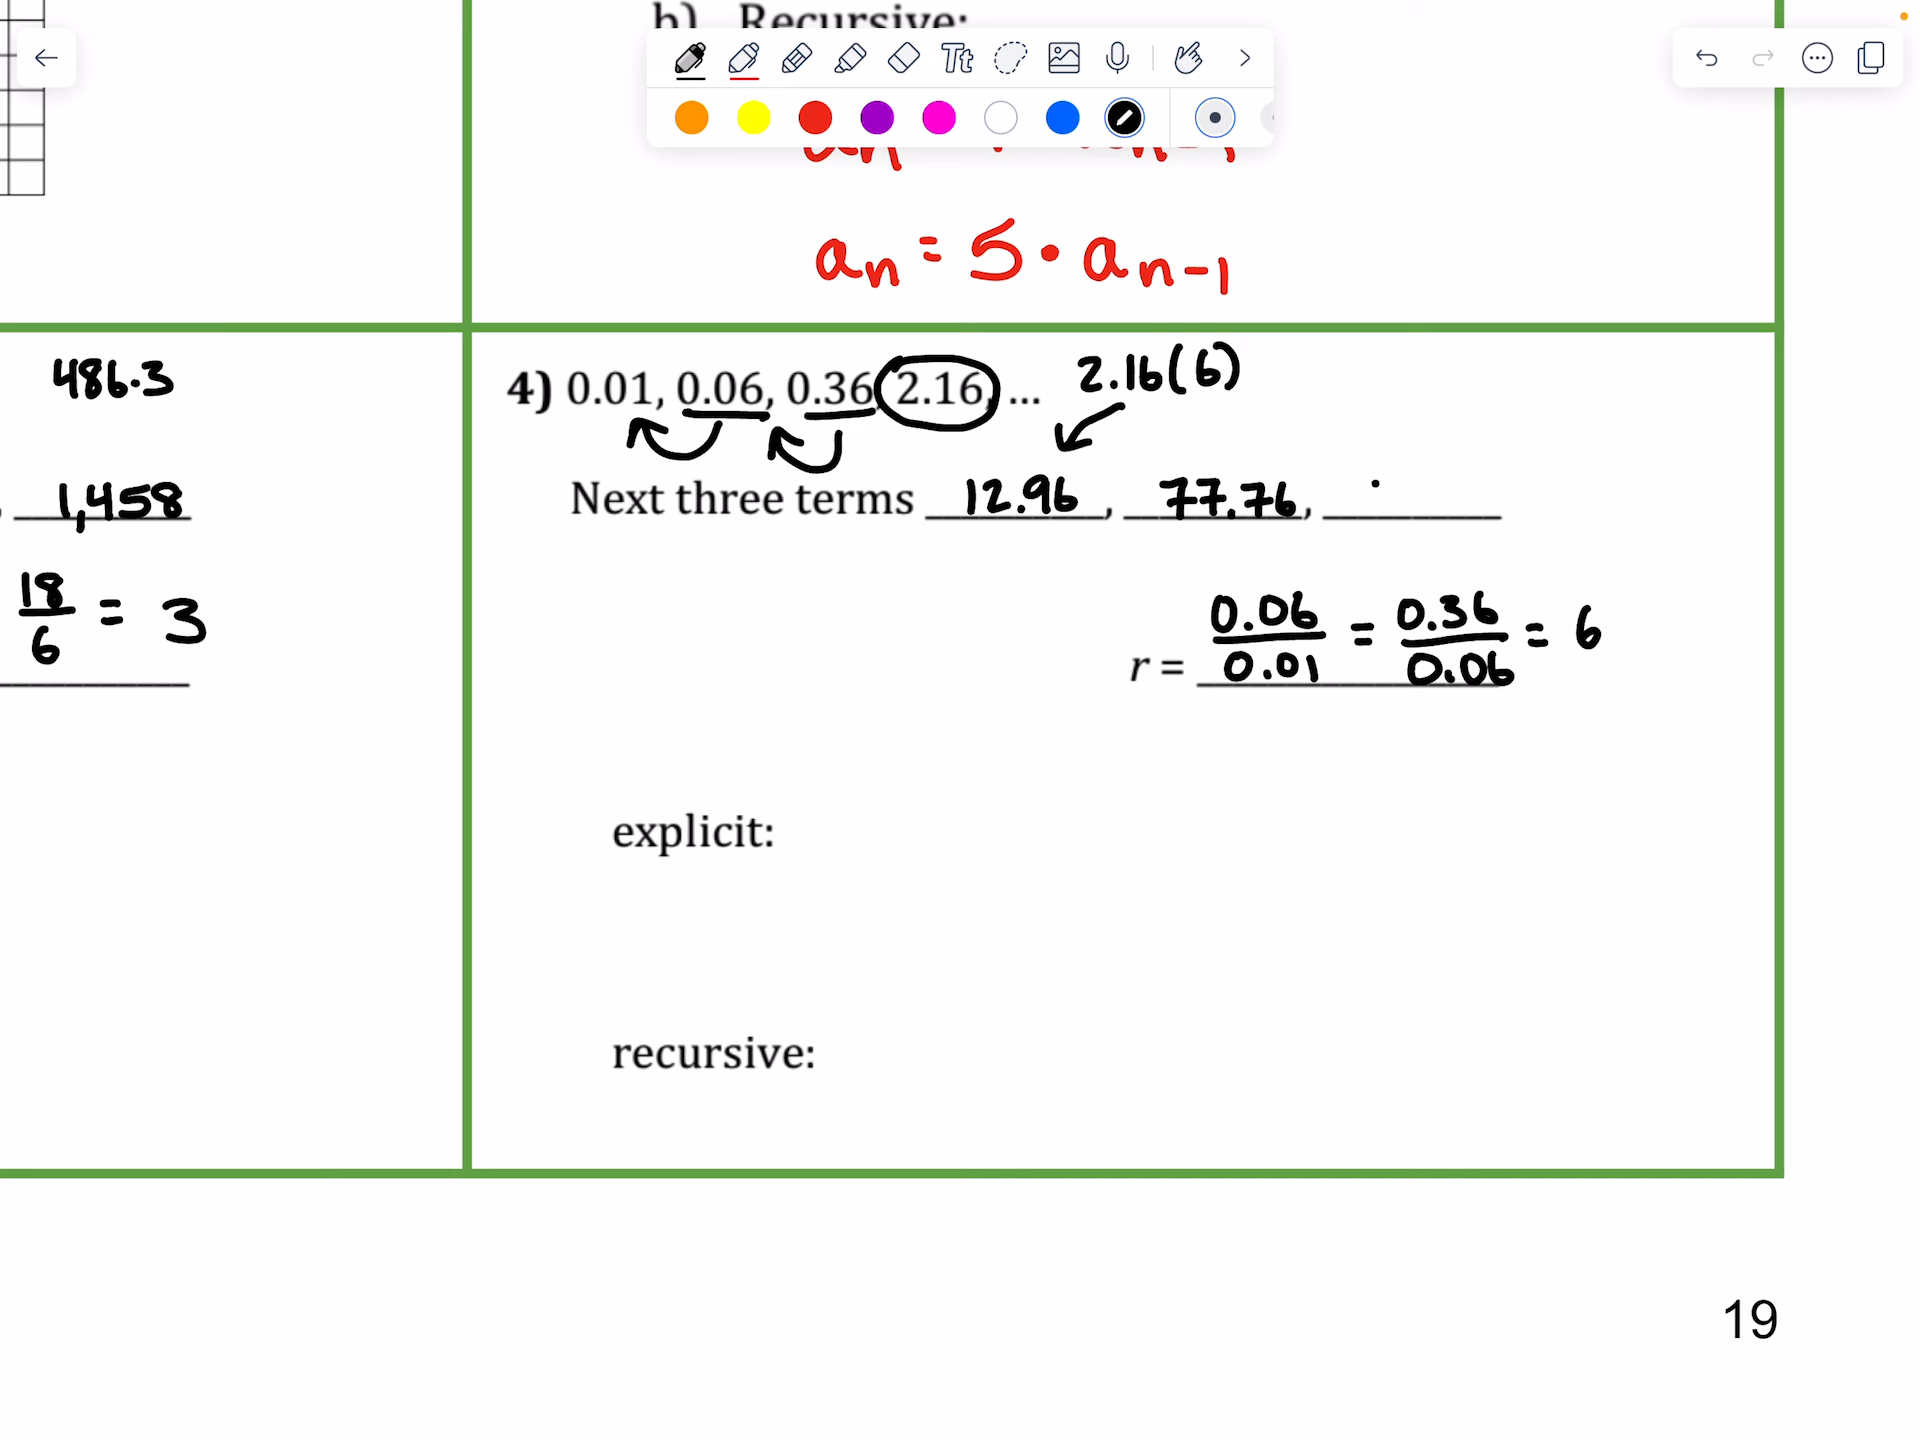 b) Recursive:
Tt
aₙ = 5 · aₙ₋₁
486·3
1,458
18/6 = 3
4) 0.01, 0.06, 0.36, 2.16, ...
2.16(6)
Next three terms 12.96, 77.76, __________
r = 0.06/0.01 = 0.36/0.06 = 6
explicit:
recursive:
19